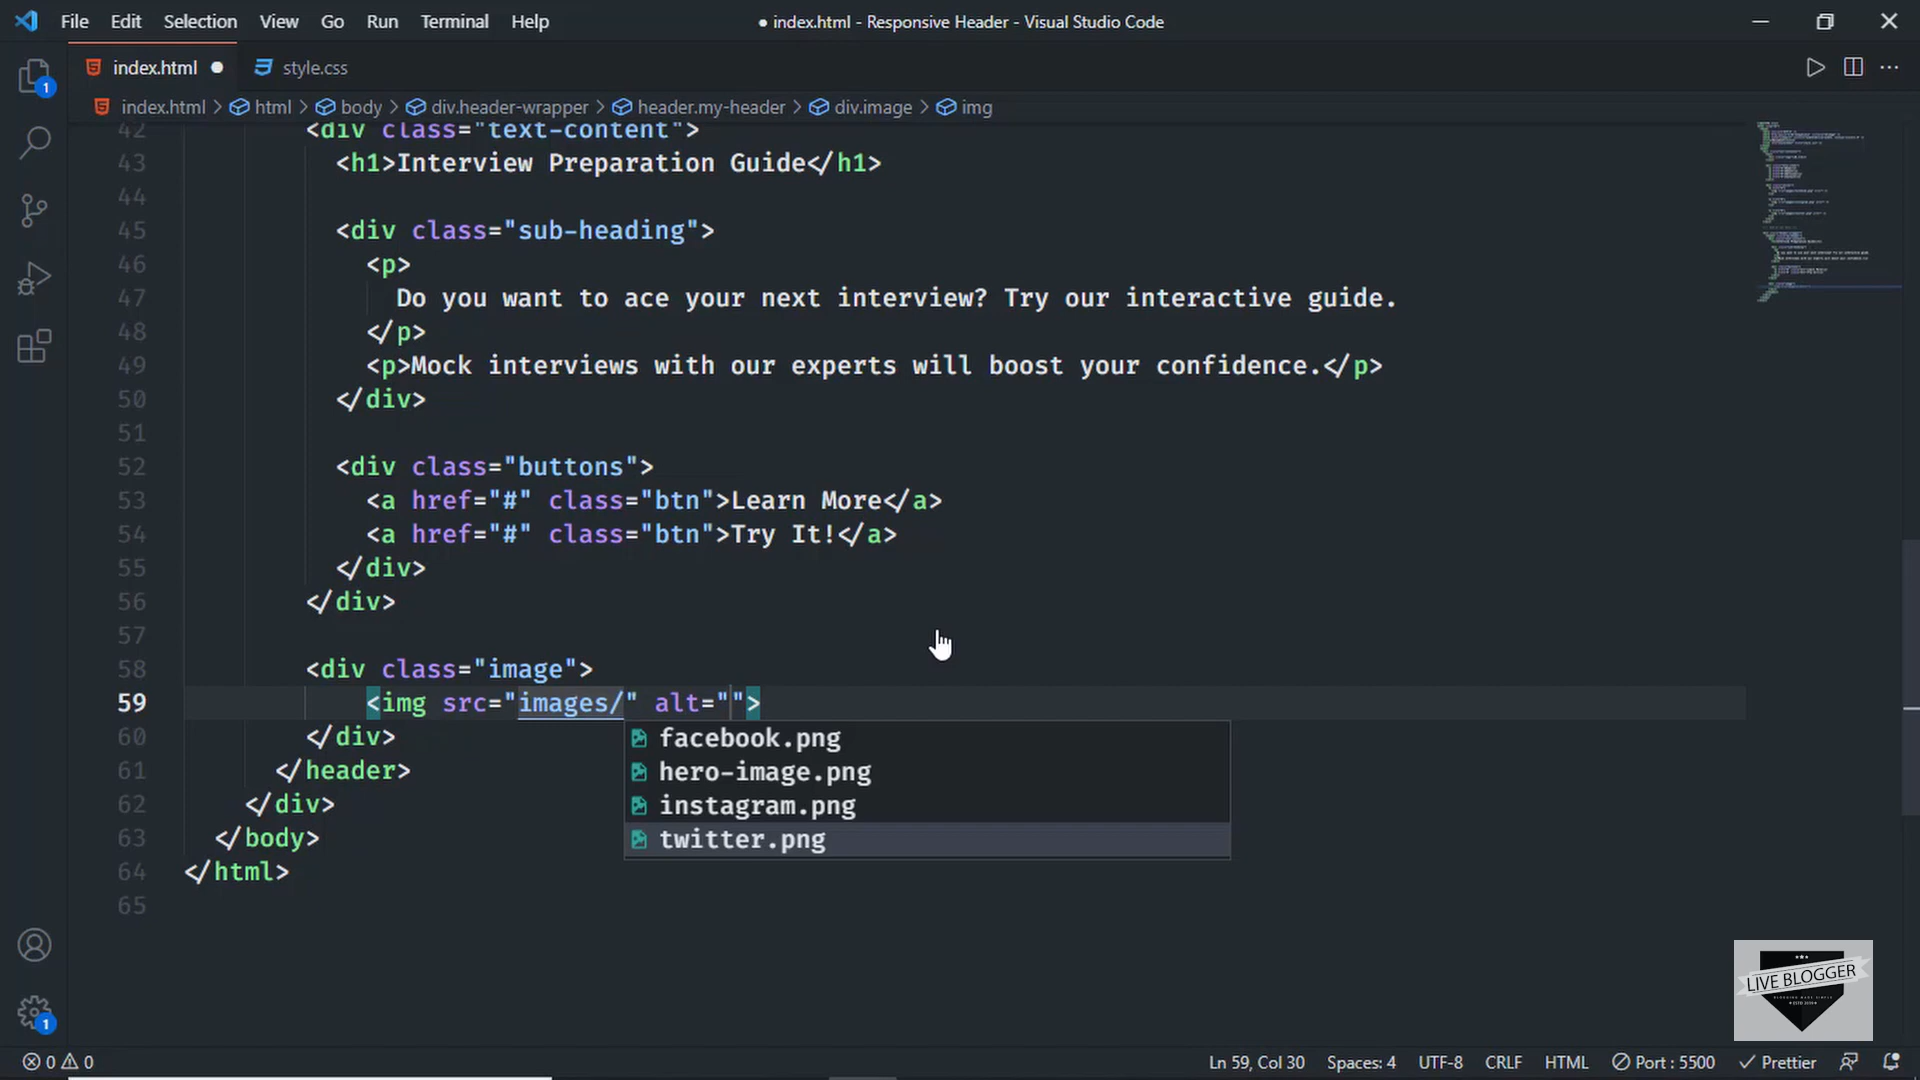 File Edit Selection View Go Run Terminal Help
● index.html - Responsive Header - Visual Studio Code
index.html ● style.css
index.html > html > body > div.header-wrapper > header.my-header > div.image > img
42 <div class="text-content">
43 <h1>Interview Preparation Guide</h1>
44
45 <div class="sub-heading">
46 <p>
47 Do you want to ace your next interview? Try our interactive guide.
48 </p>
49 <p>Mock interviews with our experts will boost your confidence.</p>
50 </div>
51
52 <div class="buttons">
53 <a href="#" class="btn">Learn More</a>
54 <a href="#" class="btn">Try It!</a>
55 </div>
56 </div>
57
58 <div class="image">
59 <img src="images/" alt="">
60 </div>
61 </header>
62 </div>
63 </body>
64 </html>
65
facebook.png
hero-image.png
instagram.png
twitter.png
1
1
LIVE BLOGGER
0 0
Ln 59, Col 30 Spaces: 4 UTF-8 CRLF HTML Port : 5500 Prettier